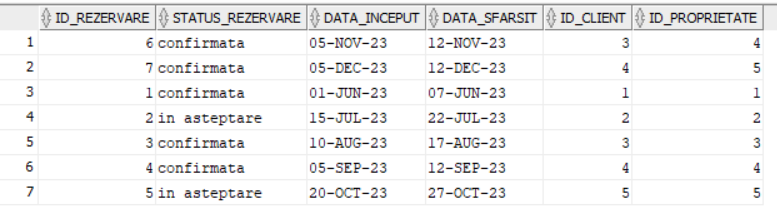 ID_REZERVARE STATUS_REZERVARE DATA_INCEPUT DATA_SFARSIT ID_CLIENT ID_PROPRIETATE
1 6 confirmata 05-NOV-23 12-NOV-23 3 4
2 7 confirmata 05-DEC-23 12-DEC-23 4 5
3 1 confirmata 01-JUN-23 07-JUN-23 1 1
4 2 in asteptare 15-JUL-23 22-JUL-23 2 2
5 3 confirmata 10-AUG-23 17-AUG-23 3 3
6 4 confirmata 05-SEP-23 12-SEP-23 4 4
7 5 in asteptare 20-OCT-23 27-OCT-23 5 5